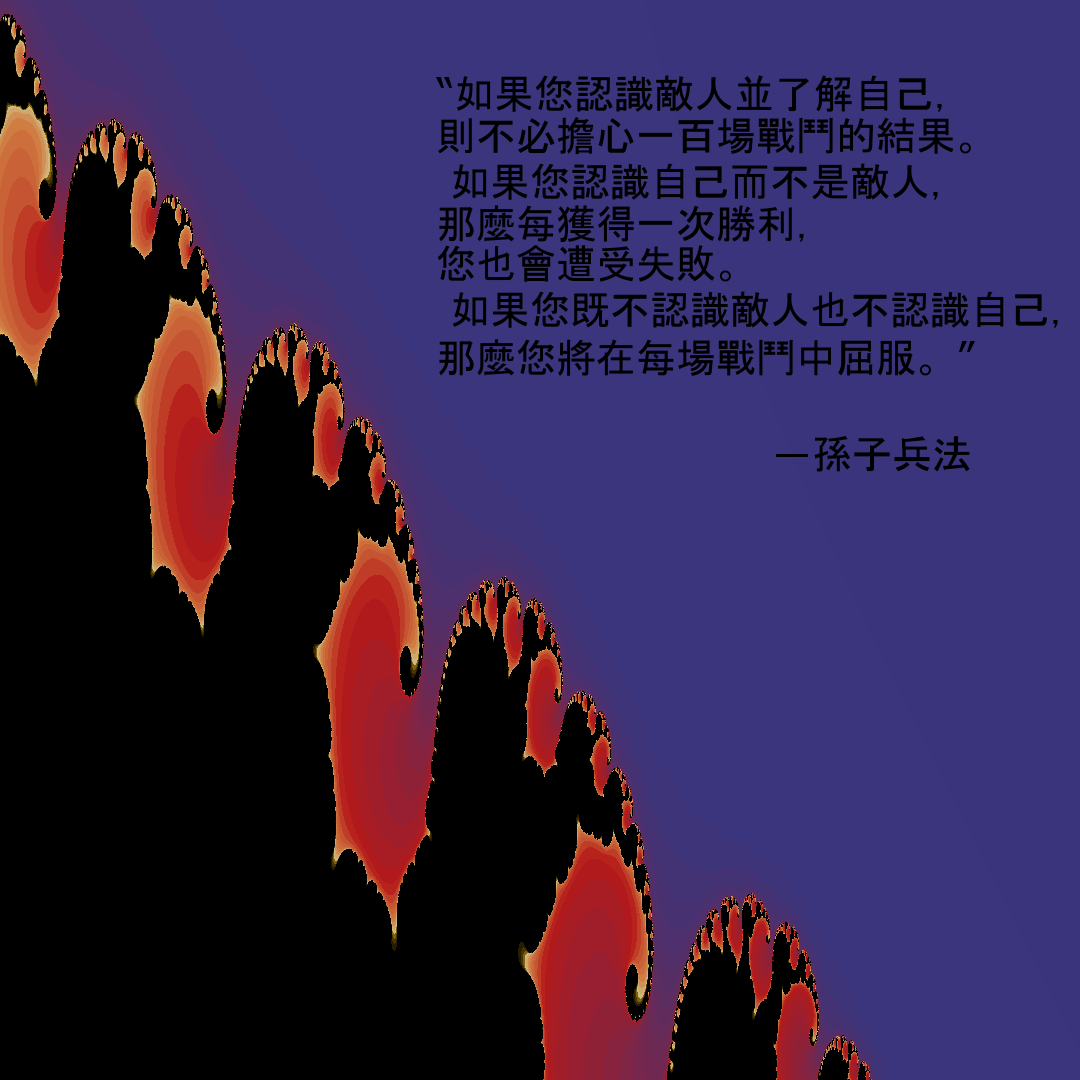 “如果您認識敵人並了解自己,
則不必擔心一百場戰鬥的結果。
如果您認識自己而不是敵人,
那麼每獲得一次勝利,
您也會遭受失敗。
如果您既不認識敵人也不認識自己,
那麼您將在每場戰鬥中屈服。”
—孫子兵法